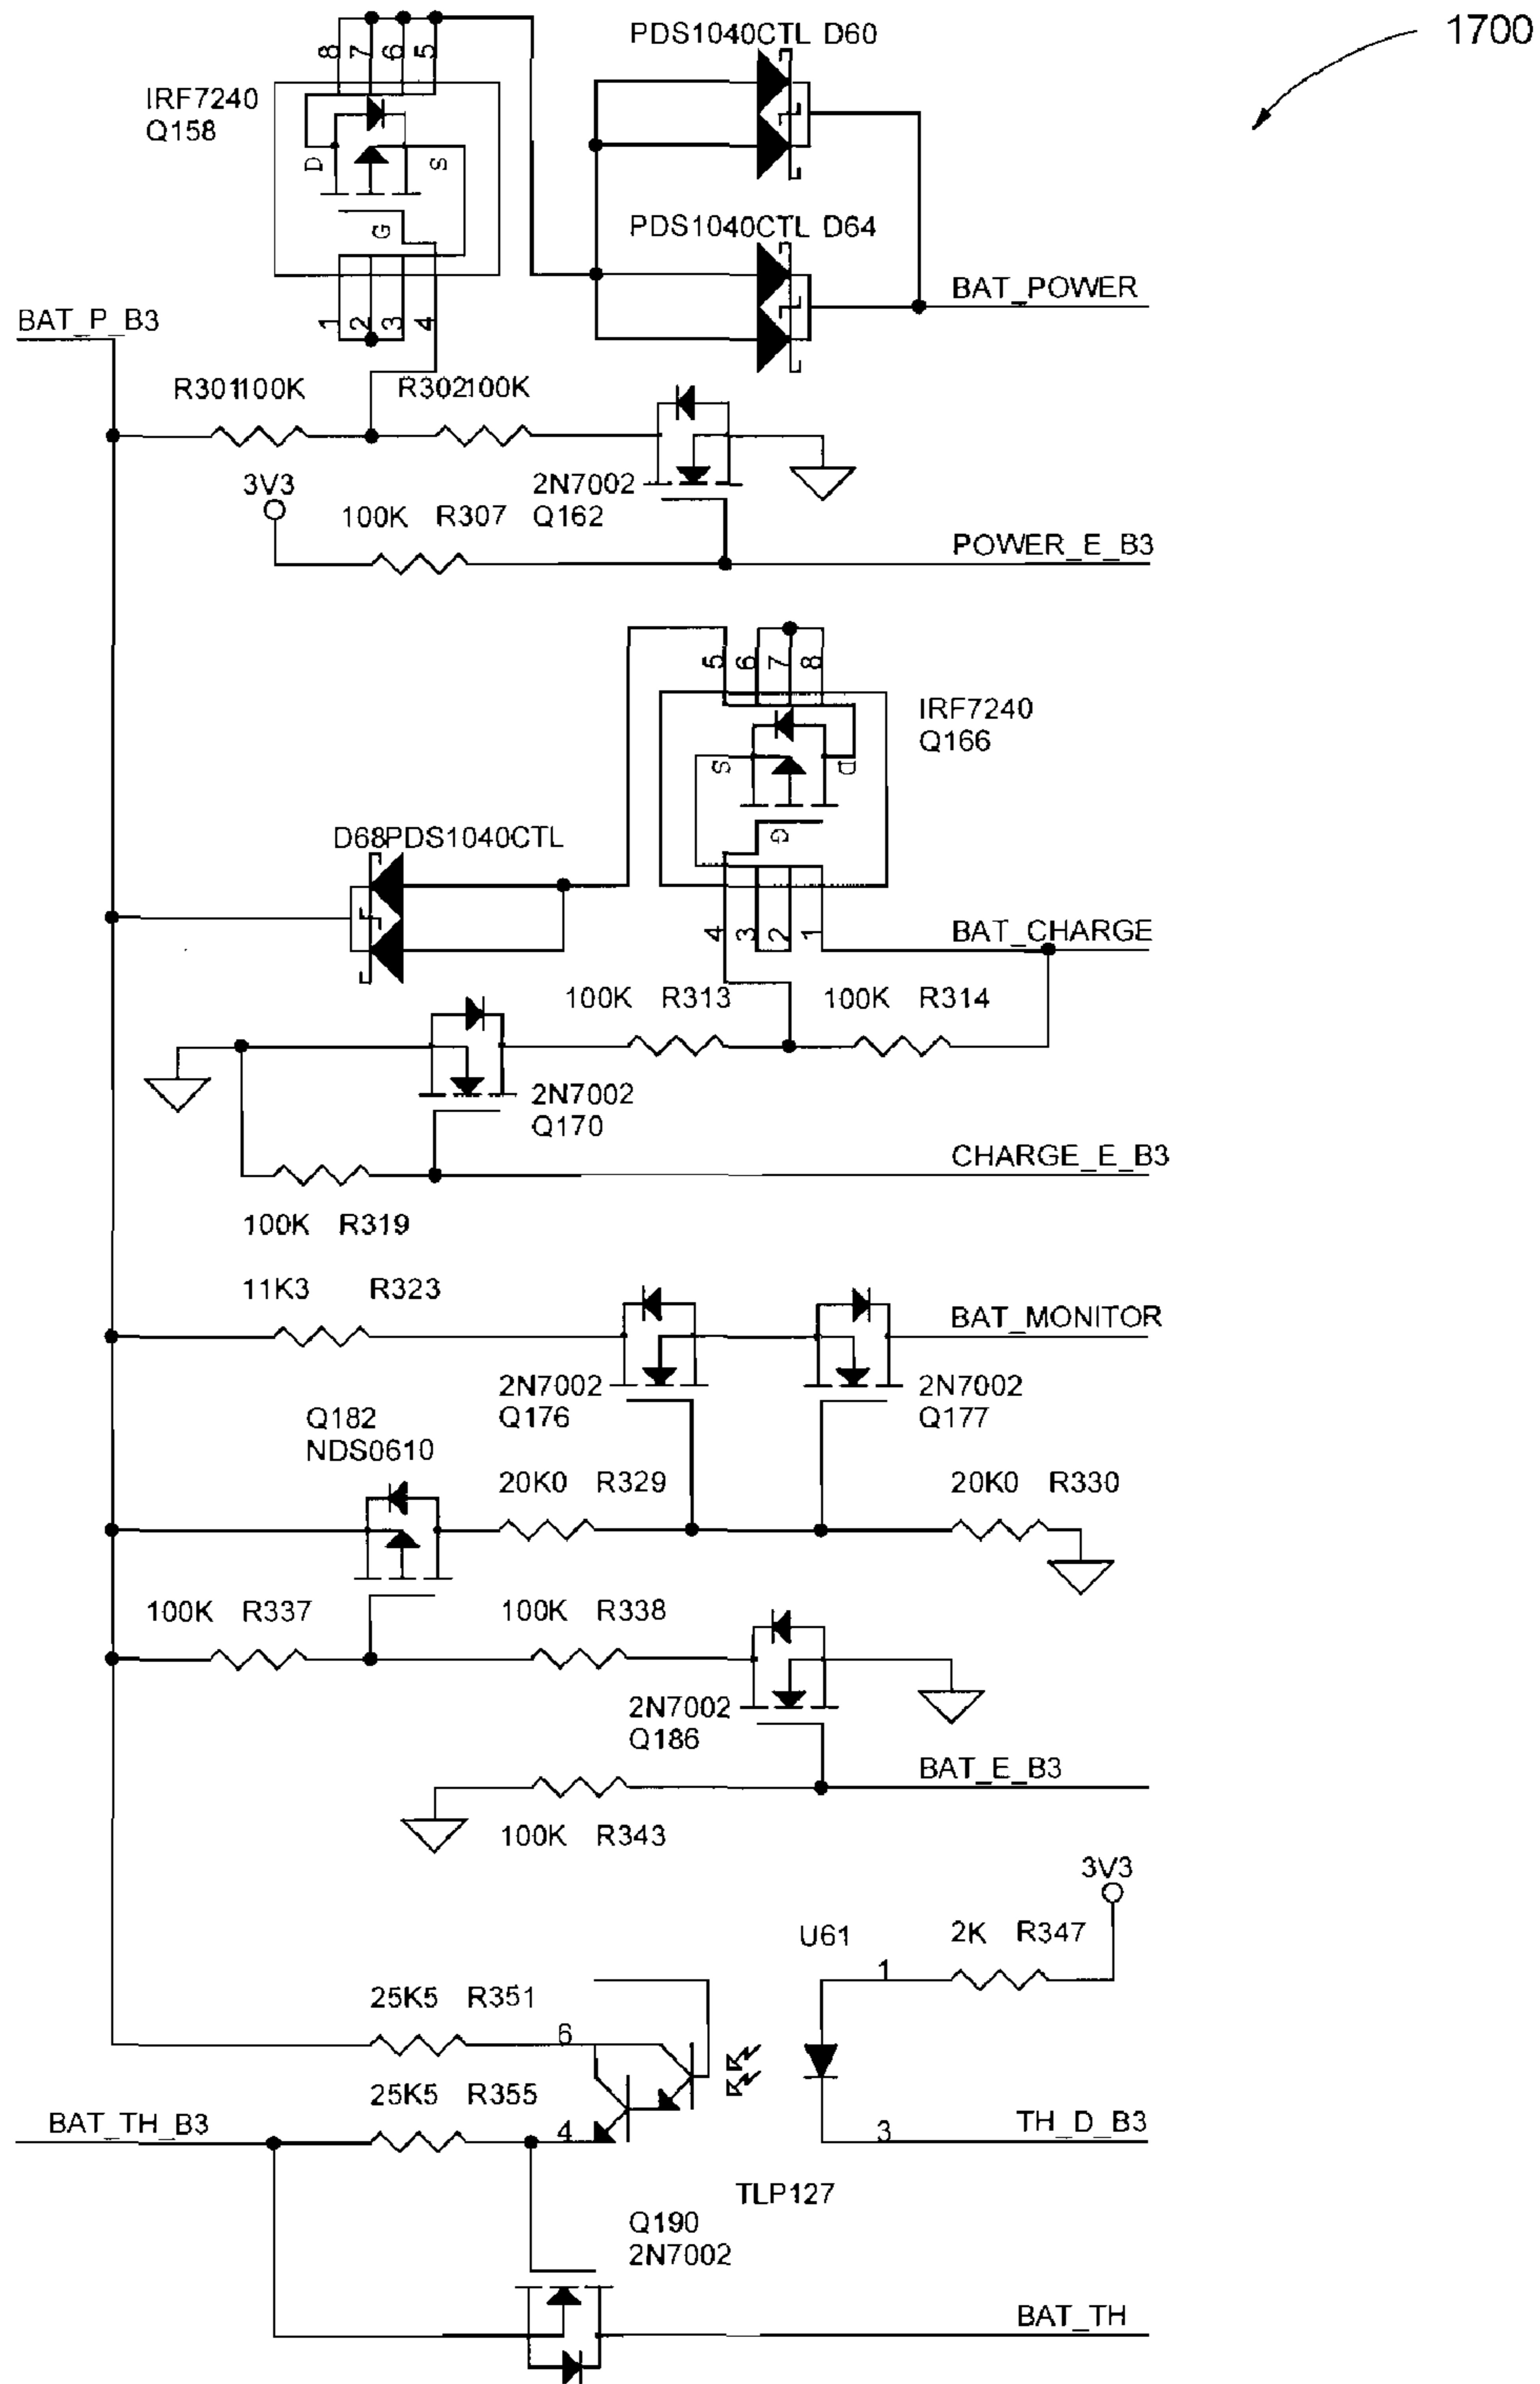 1700
PDS1040CTL D60
8 7 6 5
IRF7240
Q158
D S
G
PDS1040CTL D64
BAT_POWER
BAT_P_B3
1 2 3 4
R301100K R302100K
3V3
2N7002
Q162
100K R307
POWER_E_B3
5 6 7 8
IRF7240
Q166
S D
G
D68PDS1040CTL
4 3 2 1
BAT_CHARGE
100K R313 100K R314
2N7002
Q170
CHARGE_E_B3
100K R319
11K3 R323
BAT_MONITOR
2N7002
Q176
2N7002
Q177
Q182
NDS0610
20K0 R329 20K0 R330
100K R337 100K R338
2N7002
Q186
BAT_E_B3
100K R343
3V3
U61 2K R347
1
25K5 R351
6
25K5 R355
BAT_TH_B3
4
3
TH_D_B3
TLP127
Q190
2N7002
BAT_TH